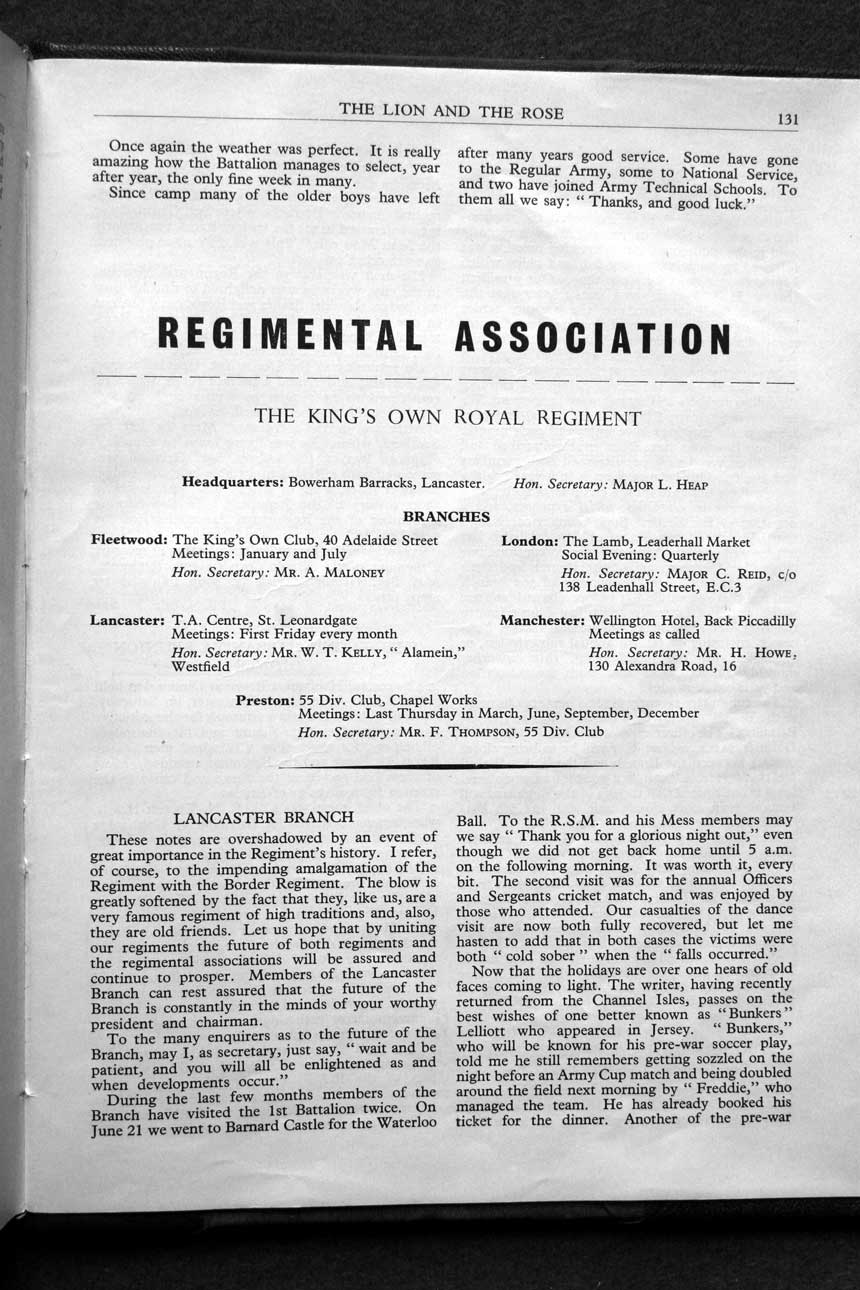 THE LION AND THE ROSE
131
Once again the weather was perfect. It is really
amazing how the Battalion manages to select, year
after year, the only fine week in many.
Since camp many of the older boys have left
after many years good service. Some have gone
to the Regular Army, some to National Service,
and two have joined Army Technical Schools. To
them all we say: " Thanks, and good luck."
REGIMENTAL ASSOCIATION
THE KING'S OWN ROYAL REGIMENT
Headquarters: Bowerham Barracks, Lancaster. Hon. Secretary: MAJOR L. HEAP
BRANCHES
Fleetwood: The King's Own Club, 40 Adelaide Street
Meetings: January and July
Hon. Secretary: MR. A. MALONEY
London: The Lamb, Leaderhall Market
Social Evening: Quarterly
Hon. Secretary: MAJOR C. REID, c/o
138 Leadenhall Street, E.C.3
Lancaster: T.A. Centre, St. Leonardgate
Meetings: First Friday every month
Hon. Secretary: MR. W. T. KELLY, " Alamein,"
Westfield
Manchester: Wellington Hotel, Back Piccadilly
Meetings as called
Hon. Secretary: MR. H. HOWE,
130 Alexandra Road, 16
Preston: 55 Div. Club, Chapel Works
Meetings: Last Thursday in March, June, September, December
Hon. Secretary: MR. F. THOMPSON, 55 Div. Club
LANCASTER BRANCH
These notes are overshadowed by an event of
great importance in the Regiment's history. I refer,
of course, to the impending amalgamation of the
Regiment with the Border Regiment. The blow is
greatly softened by the fact that they, like us, are a
very famous regiment of high traditions and, also,
they are old friends. Let us hope that by uniting
our regiments the future of both regiments and
the regimental associations will be assured and
continue to prosper. Members of the Lancaster
Branch can rest assured that the future of the
Branch is constantly in the minds of your worthy
president and chairman.
To the many enquirers as to the future of the
Branch, may I, as secretary, just say, " wait and be
patient, and you will all be enlightened as and
when developments occur."
During the last few months members of the
Branch have visited the 1st Battalion twice. On
June 21 we went to Barnard Castle for the Waterloo
Ball. To the R.S.M. and his Mess members may
we say " Thank you for a glorious night out," even
though we did not get back home until 5 a.m.
on the following morning. It was worth it, every
bit. The second visit was for the annual Officers
and Sergeants cricket match, and was enjoyed by
those who attended. Our casualties of the dance
visit are now both fully recovered, but let me
hasten to add that in both cases the victims were
both " cold sober " when the " falls occurred."
Now that the holidays are over one hears of old
faces coming to light. The writer, having recently
returned from the Channel Isles, passes on the
best wishes of one better known as " Bunkers "
Lelliott who appeared in Jersey. " Bunkers,"
who will be known for his pre-war soccer play,
told me he still remembers getting sozzled on the
night before an Army Cup match and being doubled
around the field next morning by " Freddie," who
managed the team. He has already booked his
ticket for the dinner. Another of the pre-war